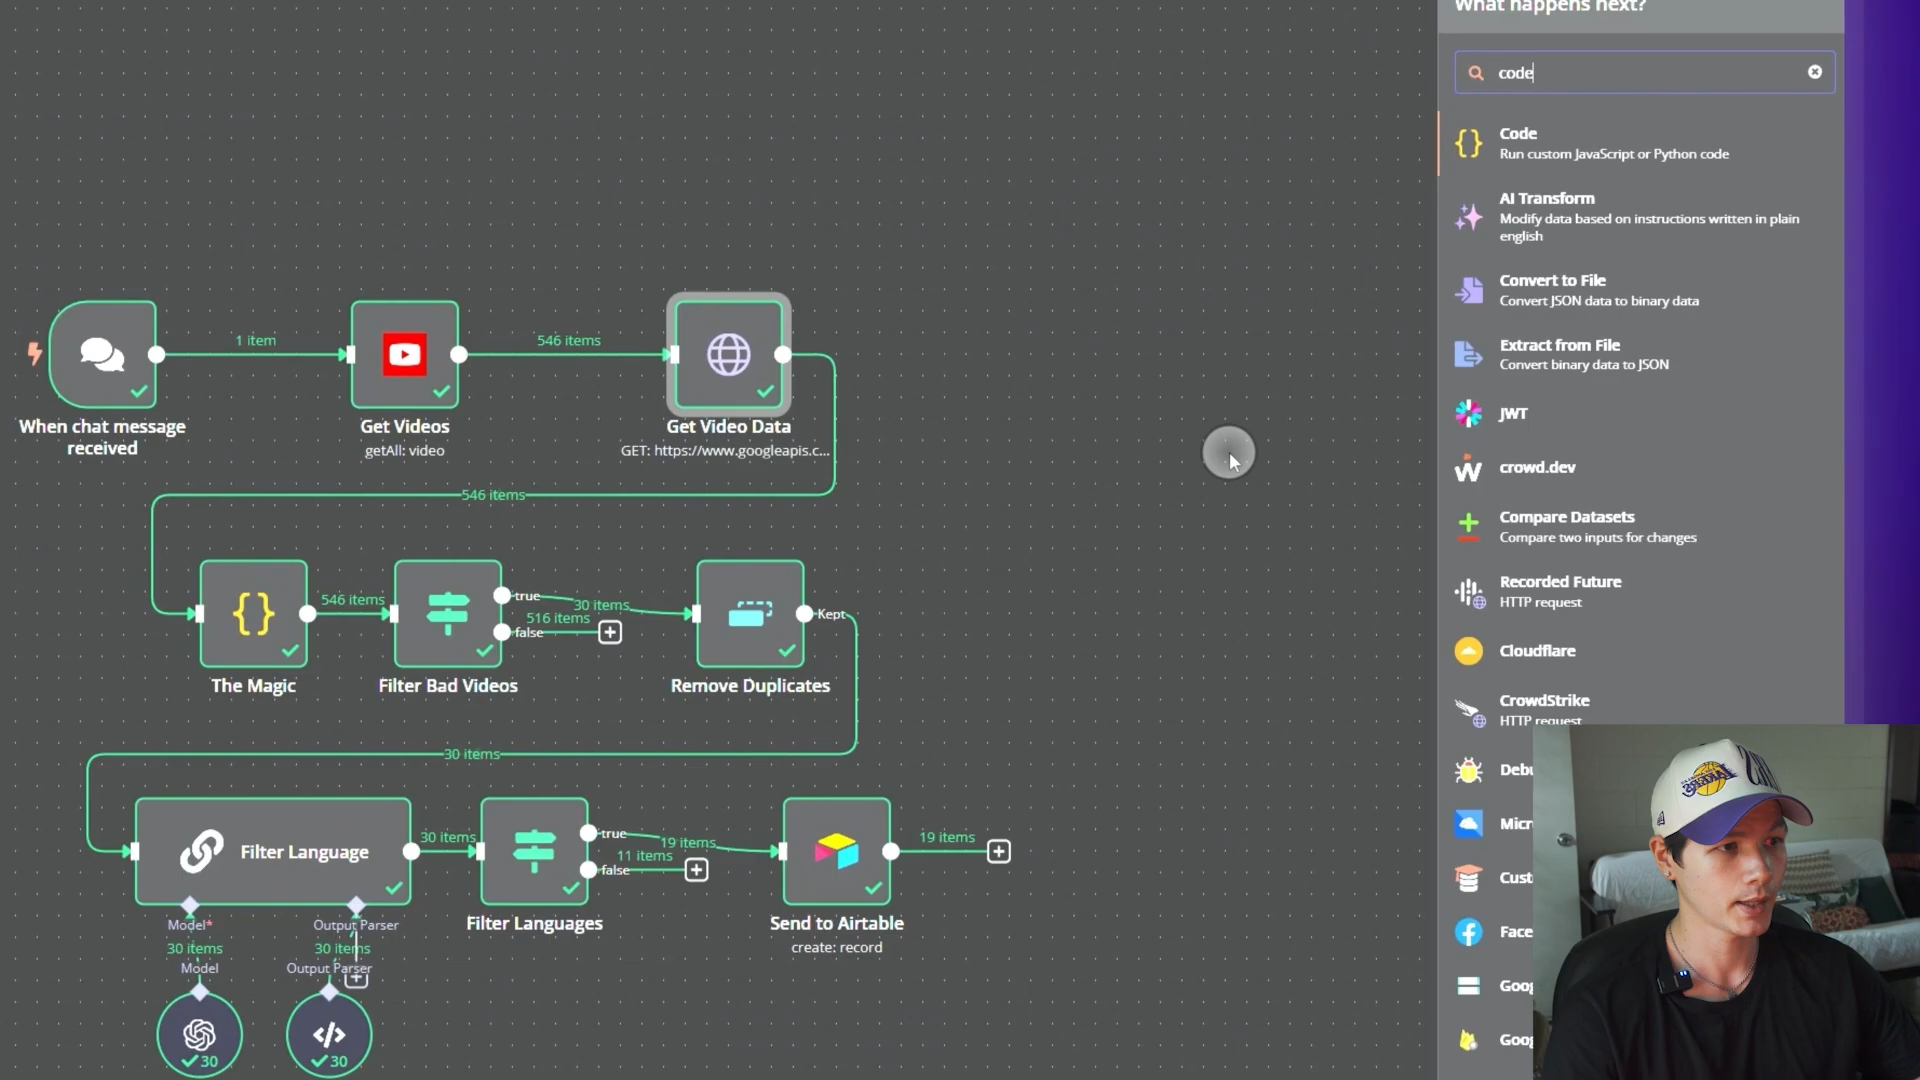 What happens next?
code
Code
Run custom JavaScript or Python code
AI Transform
Modify data based on instructions written in plain
english
Convert to File
Convert JSON data to binary data
Extract from File
Convert binary data to JSON
JWT
crowd.dev
Compare Datasets
Compare two inputs for changes
Recorded Future
HTTP request
Cloudflare
CrowdStrike
HTTP request
1 item
546 items
When chat message
received
Get Videos
getAll: video
Get Video Data
GET: https://www.googleapis.c...
546 items
546 items
true
30 items
516 items
false
Kept
The Magic
Filter Bad Videos
Remove Duplicates
30 items
Filter Language
30 items
true
19 items
11 items
false
19 items
Model*
Output Parser
30 items
30 items
Model
Output Parser
Filter Languages
Send to Airtable
create: record
30
30